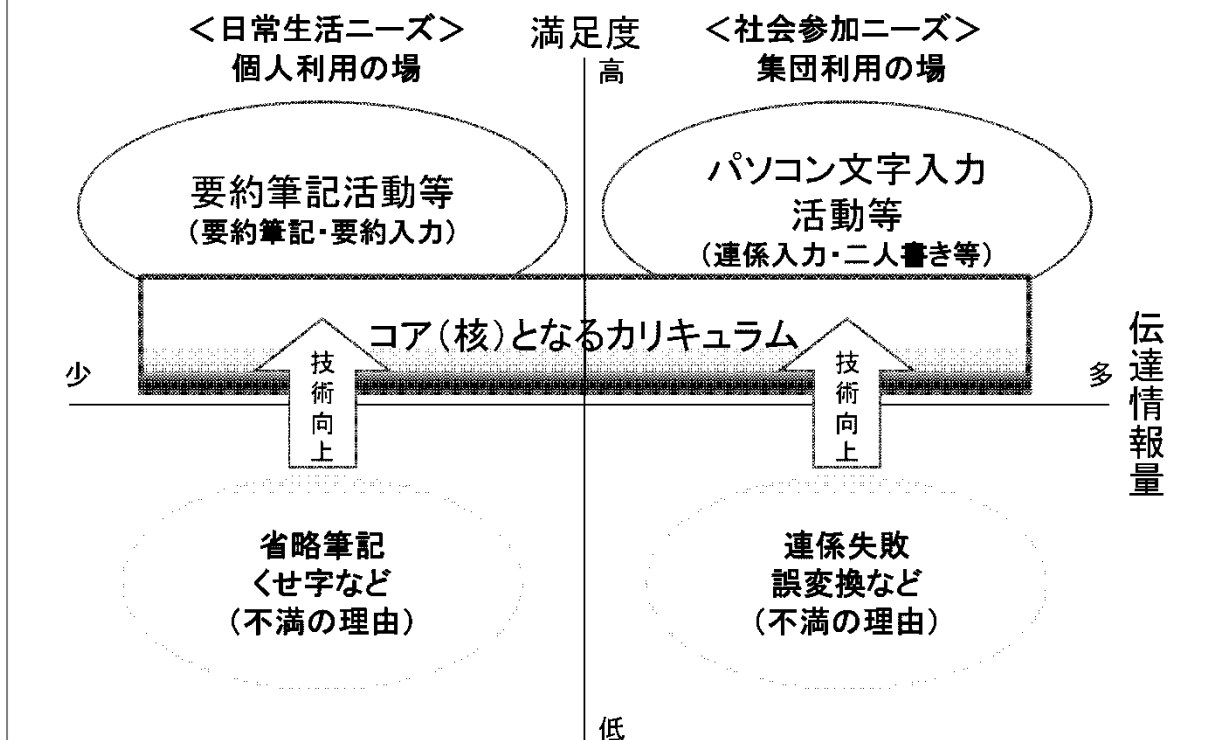 ＜日常生活ニーズ＞
個人利用の場
満足度
高
＜社会参加ニーズ＞
集団利用の場
要約筆記活動等
（要約筆記・要約入力）
パソコン文字入力
活動等
（連係入力・二人書き等）
コア（核）となるカリキュラム
少
多
伝達情報量
技術向上
技術向上
省略筆記
くせ字など
（不満の理由）
連係失敗
誤変換など
（不満の理由）
低